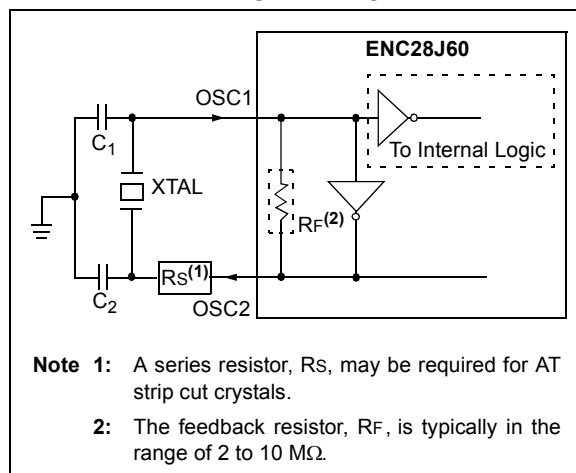 ENC28J60
OSC1
C1
To Internal Logic
XTAL
RF(2)
RS(1)
C2
OSC2
Note 1: A series resistor, RS, may be required for AT
strip cut crystals.
2: The feedback resistor, RF, is typically in the
range of 2 to 10 MΩ.